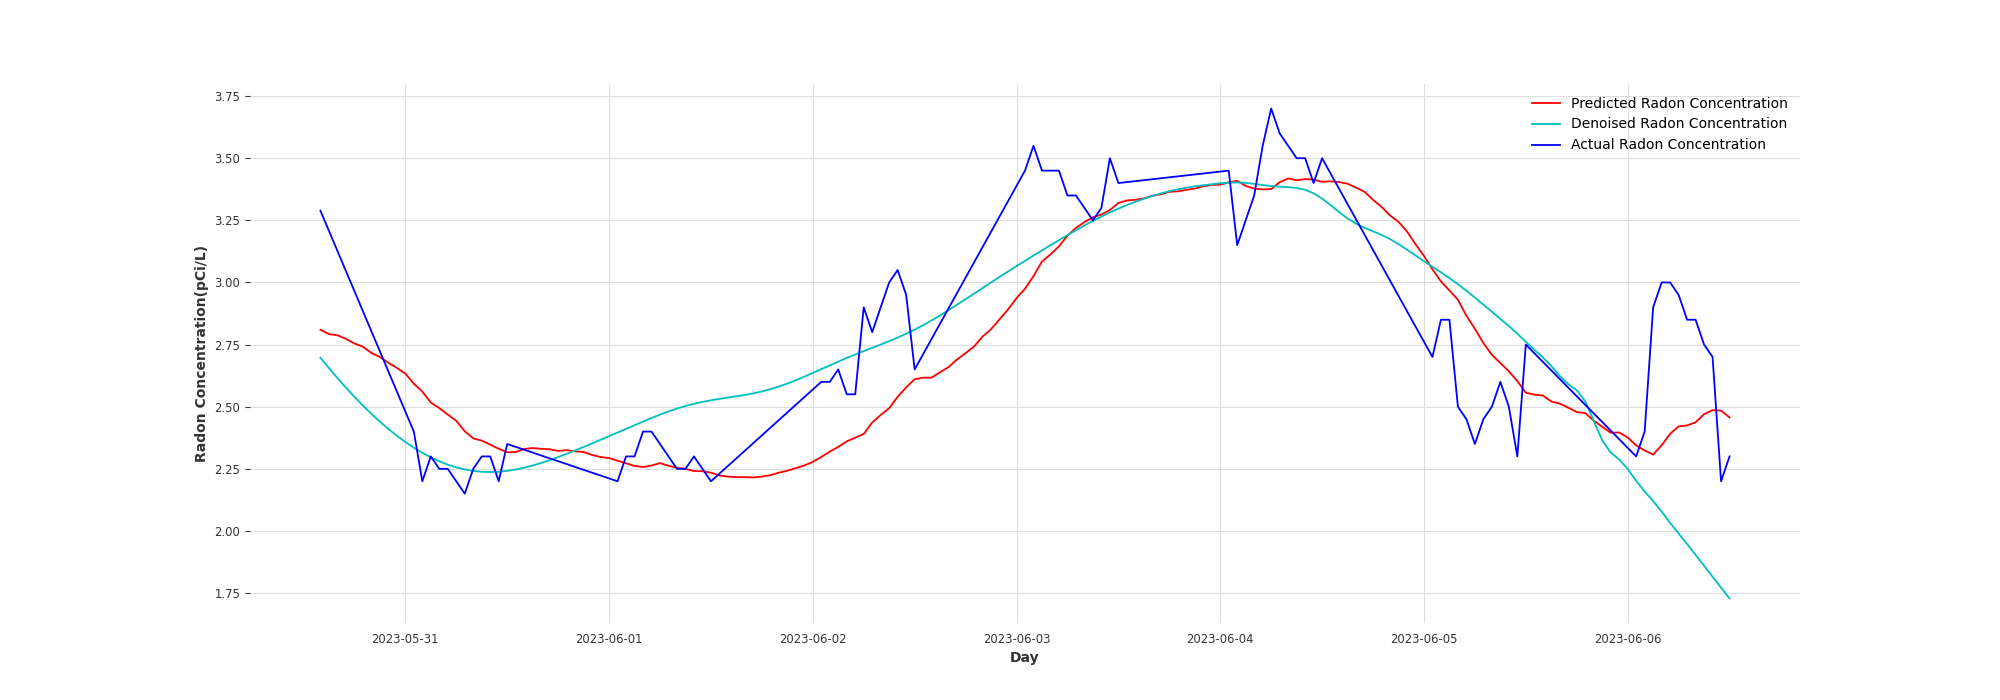 Predicted Radon Concentration
Denoised Radon Concentration
Actual Radon Concentration
Radon Concentration(pCi/L)
3.75
3.50
3.25
3.00
2.75
2.50
2.25
2.00
1.75
2023-05-31 2023-06-01 2023-06-02 2023-06-03 2023-06-04 2023-06-05 2023-06-06
Day